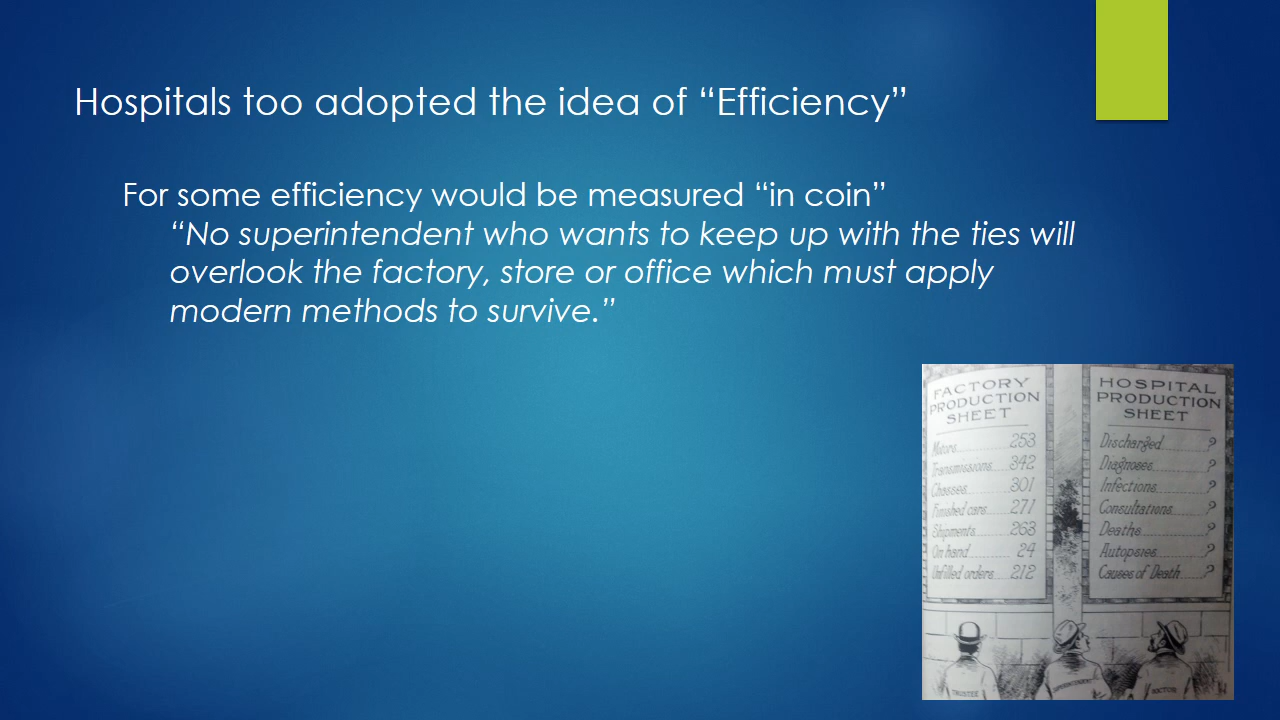 Hospitals too adopted the idea of “Efficiency”
For some efficiency would be measured “in coin”
“No superintendent who wants to keep up with the ties will
overlook the factory, store or office which must apply
modern methods to survive.”
FACTORY
PRODUCTION
SHEET
Motors 253
Transmissions 342
Chasses 301
Finished cars 271
Shipments 263
On hand 24
Unfilled orders 212
HOSPITAL
PRODUCTION
SHEET
Discharged ?
Diagnoses ?
Infections ?
Consultations ?
Deaths ?
Autopsies ?
Causes of Death ?
TRUSTEE
SUPERINTENDENT
DOCTOR